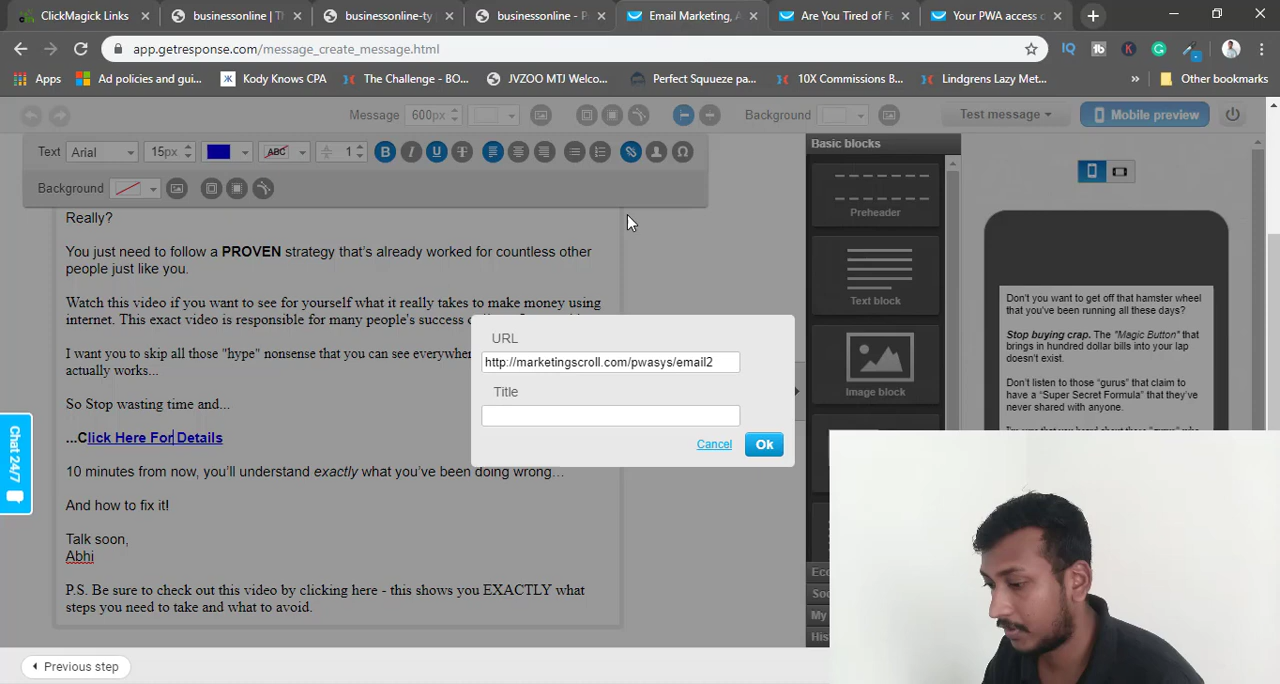 ClickMagick Links
businessonline | Th
businessonline-ty
businessonline - P
Email Marketing, A
Are You Tired of Fa
Your PWA access c
app.getresponse.com/message_create_message.html
Apps
Ad policies and gui...
Kody Knows CPA
The Challenge - BO...
JVZOO MTJ Welco...
Perfect Squueze pa...
10X Commissions B...
Lindgrens Lazy Met...
Other bookmarks
Message 600px
Background
Test message
Mobile preview
Text Arial 15px ABC 1 B I U T
Background
Really?
You just need to follow a PROVEN strategy that's already worked for countless other
people just like you.
Watch this video if you want to see for yourself what it really takes to make money using
internet. This exact video is responsible for many people's success
I want you to skip all those "hype" nonsense that you can see everywhere
actually works...
So Stop wasting time and...
...Click Here For Details
10 minutes from now, you'll understand exactly what you've been doing wrong...
And how to fix it!
Talk soon,
Abhi
P.S. Be sure to check out this video by clicking here - this shows you EXACTLY what
steps you need to take and what to avoid.
URL
http://marketingscroll.com/pwasys/email2
Title
Cancel
Ok
Basic blocks
Preheader
Text block
Image block
Don't you want to get off that hamster wheel
that you've been running all these days?
Stop buying crap. The "Magic Button" that
brings in hundred dollar bills into your lap
doesn't exist.
Don't listen to those "gurus" that claim to
have a "Super Secret Formula" that they've
never shared with anyone.
Chat 24/7
Previous step